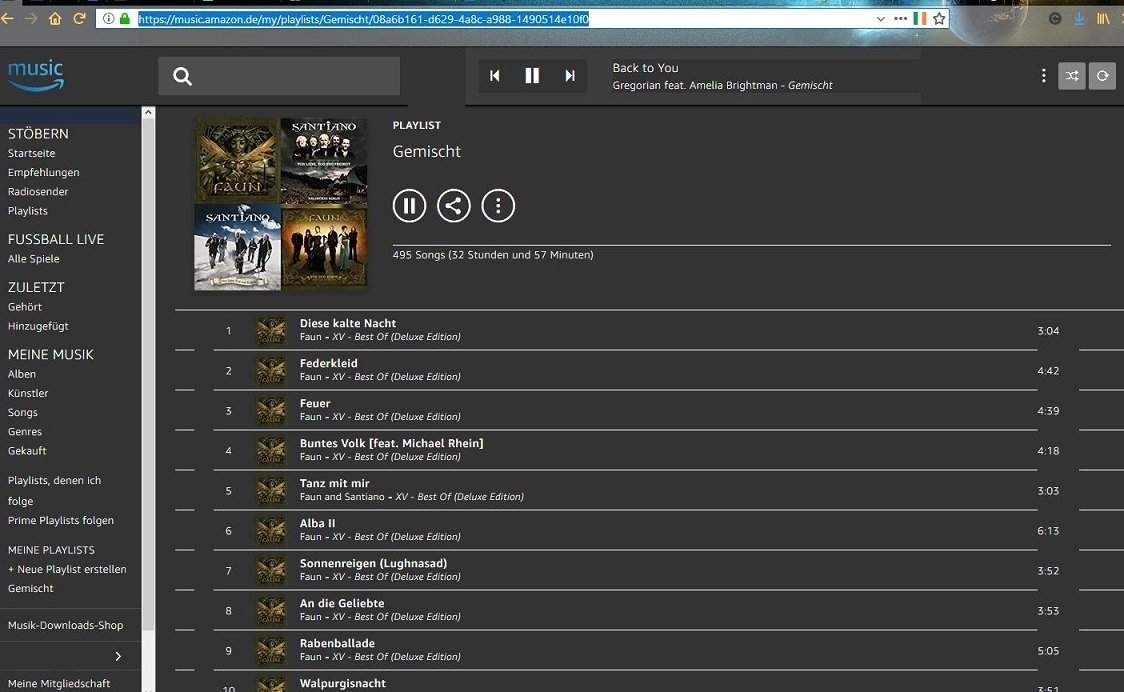 https://music.amazon.de/my/playlists/Gemischt/08a6b161-d629-4a8c-a988-1490514e10f0
music
Back to You
Gregorian feat. Amelia Brightman - Gemischt
STÖBERN
Startseite
Empfehlungen
Radiosender
Playlists
FUSSBALL LIVE
Alle Spiele
ZULETZT
Gehört
Hinzugefügt
MEINE MUSIK
Alben
Künstler
Songs
Genres
Gekauft
Playlists, denen ich
folge
Prime Playlists folgen
MEINE PLAYLISTS
+ Neue Playlist erstellen
Gemischt
Musik-Downloads-Shop
Meine Mitgliedschaft
FAUN
SANTIANO
SANTIANO
FAUN
PLAYLIST
Gemischt
495 Songs (32 Stunden und 57 Minuten)
1 Diese kalte Nacht 3:04
Faun - XV - Best Of (Deluxe Edition)
2 Federkleid 4:42
Faun - XV - Best Of (Deluxe Edition)
3 Feuer 4:39
Faun - XV - Best Of (Deluxe Edition)
4 Buntes Volk [feat. Michael Rhein] 4:18
Faun - XV - Best Of (Deluxe Edition)
5 Tanz mit mir 3:03
Faun and Santiano - XV - Best Of (Deluxe Edition)
6 Alba II 6:13
Faun - XV - Best Of (Deluxe Edition)
7 Sonnenreigen (Lughnasad) 3:52
Faun - XV - Best Of (Deluxe Edition)
8 An die Geliebte 3:53
Faun - XV - Best Of (Deluxe Edition)
9 Rabenballade 5:05
Faun - XV - Best Of (Deluxe Edition)
10 Walpurgisnacht 3:51